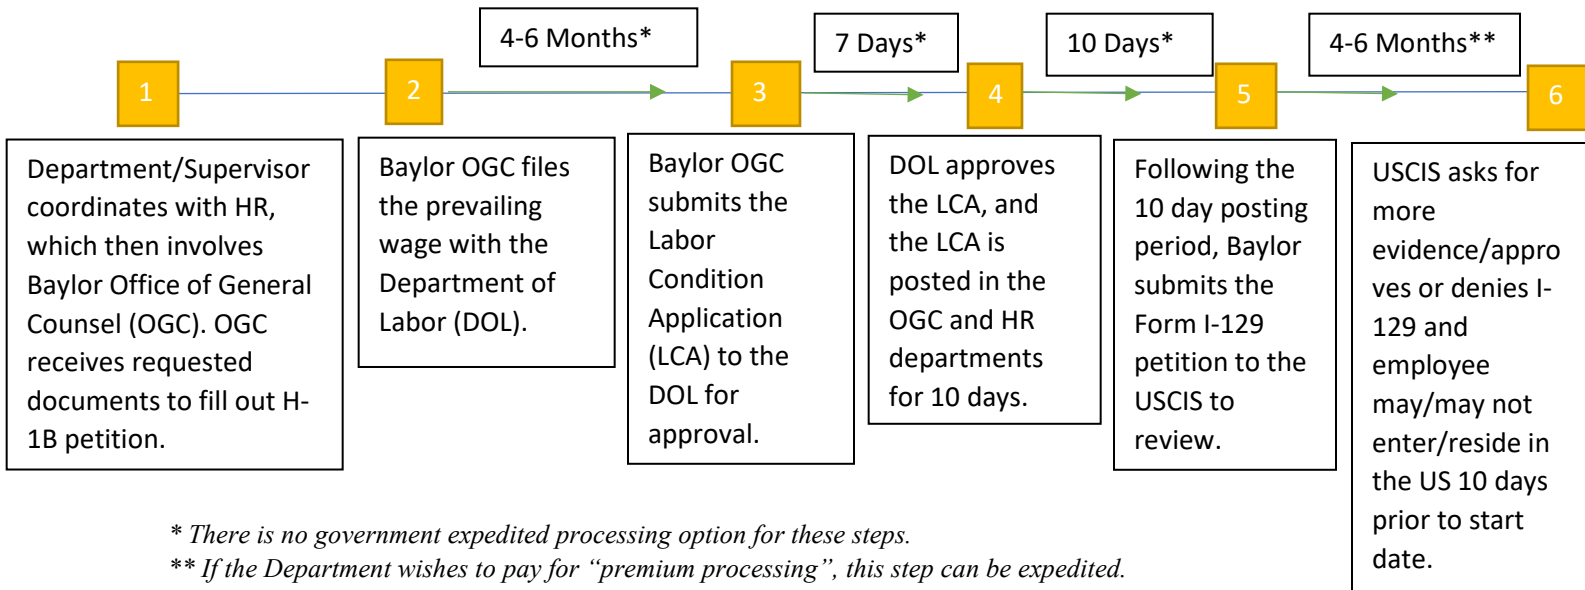 4-6 Months*
7 Days*
10 Days*
4-6 Months**
1
2
3
4
5
6
Department/Supervisor
coordinates with HR,
which then involves
Baylor Office of General
Counsel (OGC). OGC
receives requested
documents to fill out H-
1B petition.
Baylor OGC files
the prevailing
wage with the
Department of
Labor (DOL).
Baylor OGC
submits the
Labor
Condition
Application
(LCA) to the
DOL for
approval.
DOL approves
the LCA, and
the LCA is
posted in the
OGC and HR
departments
for 10 days.
Following the
10 day posting
period, Baylor
submits the
Form I-129
petition to the
USCIS to
review.
USCIS asks for
more
evidence/appro
ves or denies I-
129 and
employee
may/may not
enter/reside in
the US 10 days
prior to start
date.
* There is no government expedited processing option for these steps.
** If the Department wishes to pay for “premium processing”, this step can be expedited.